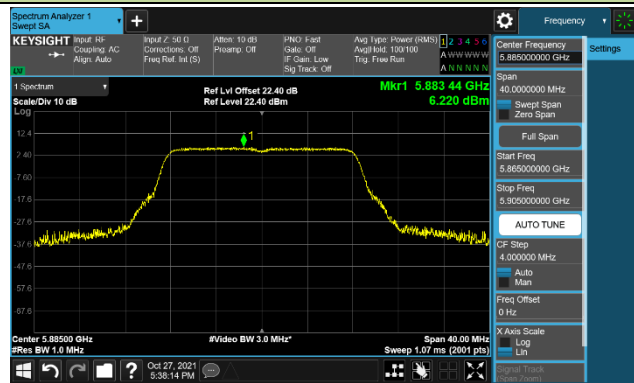 Spectrum Analyzer 1
Swept SA
+
Frequency
KEYSIGHT
Input: RF
Coupling: AC
Align: Auto
Input Z: 50 Ω
Corrections: Off
Freq Ref: Int (S)
Atten: 10 dB
Preamp: Off
PNO: Fast
Gate: Off
IF Gain: Low
Sig Track: Off
Avg Type: Power (RMS)
Avg|Hold: 100/100
Trig: Free Run
1 2 3 4 5 6
A W W W W W
A N N N N N
LV
1 Spectrum
Scale/Div 10 dB
Ref Lvl Offset 22.40 dB
Ref Level 22.40 dBm
Mkr1 5.883 44 GHz
6.220 dBm
Log
1
12.4
2.40
-7.60
-17.6
-27.6
-37.6
-47.6
-57.6
-67.6
Center 5.88500 GHz
#Res BW 1.0 MHz
#Video BW 3.0 MHz*
Span 40.00 MHz
Sweep 1.07 ms (2001 pts)
Center Frequency
5.885000000 GHz
Settings
Span
40.0000000 MHz
Swept Span
Zero Span
Full Span
Start Freq
5.865000000 GHz
Stop Freq
5.905000000 GHz
AUTO TUNE
CF Step
4.000000 MHz
Auto
Man
Freq Offset
0 Hz
X Axis Scale
Log
Lin
Signal Track
(Span Zoom)
?
Oct 27, 2021
5:38:14 PM